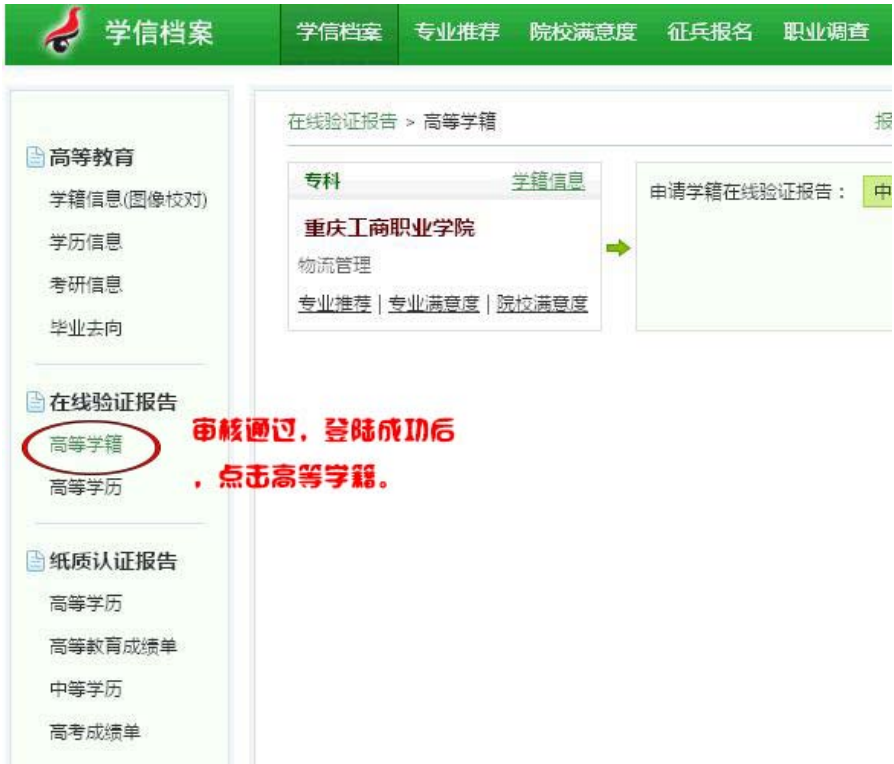 学信档案 学信档案 专业推荐 院校满意度 征兵报名 职业调查
在线验证报告 > 高等学籍
高等教育
学籍信息(图像校对)
学历信息
考研信息
毕业去向
在线验证报告
高等学籍
高等学历
纸质认证报告
高等学历
高等教育成绩单
中等学历
高考成绩单
专科 学籍信息
重庆工商职业学院
物流管理
专业推荐 | 专业满意度 | 院校满意度
申请学籍在线验证报告： 中
审核通过，登陆成功后
，点击高等学籍。